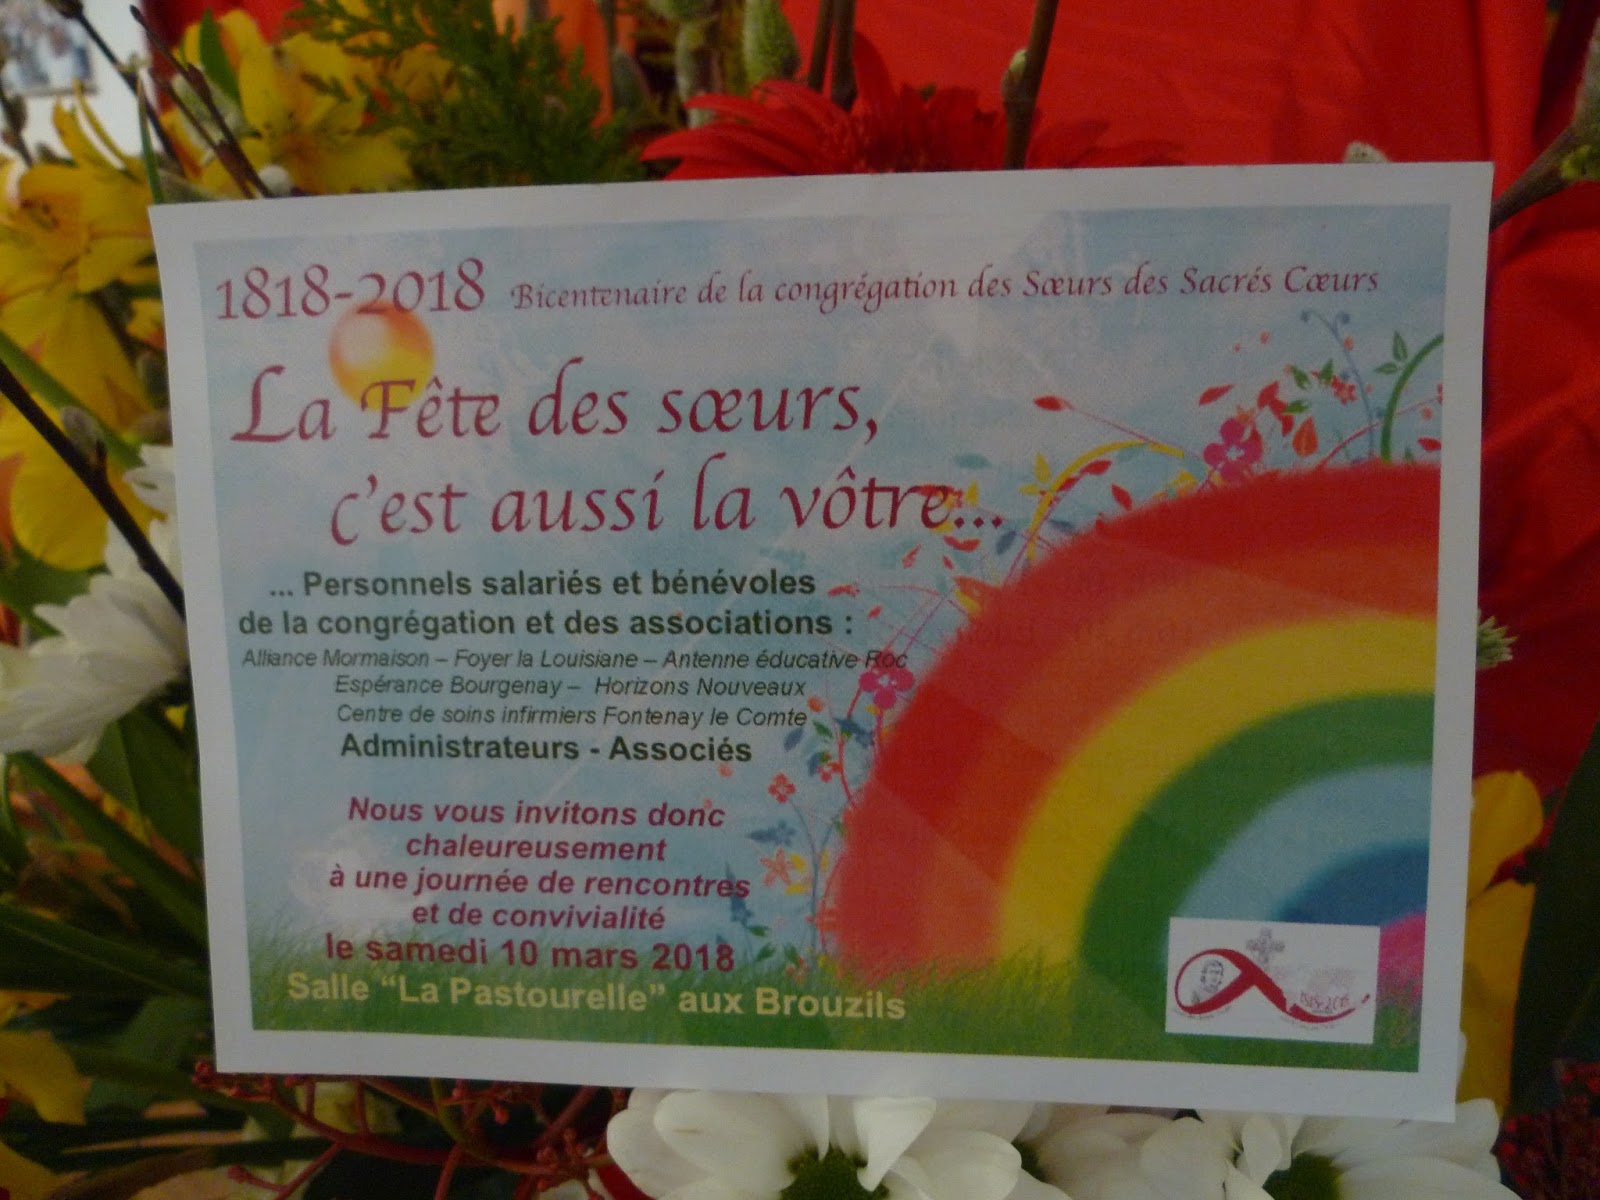 1818-2018 Bicentenaire de la congrégation des Sœurs des Sacrés Cœurs
La Fête des sœurs,
c'est aussi la vôtre...
... Personnels salariés et bénévoles
de la congrégation et des associations :
Alliance Mormaison – Foyer la Louisiane – Antenne éducative Roc
Espérance Bourgenay – Horizons Nouveaux
Centre de soins infirmiers Fontenay le Comte
Administrateurs - Associés
Nous vous invitons donc
chaleureusement
à une journée de rencontres
et de convivialité
le samedi 10 mars 2018
Salle “La Pastourelle” aux Brouzils
1818-2018